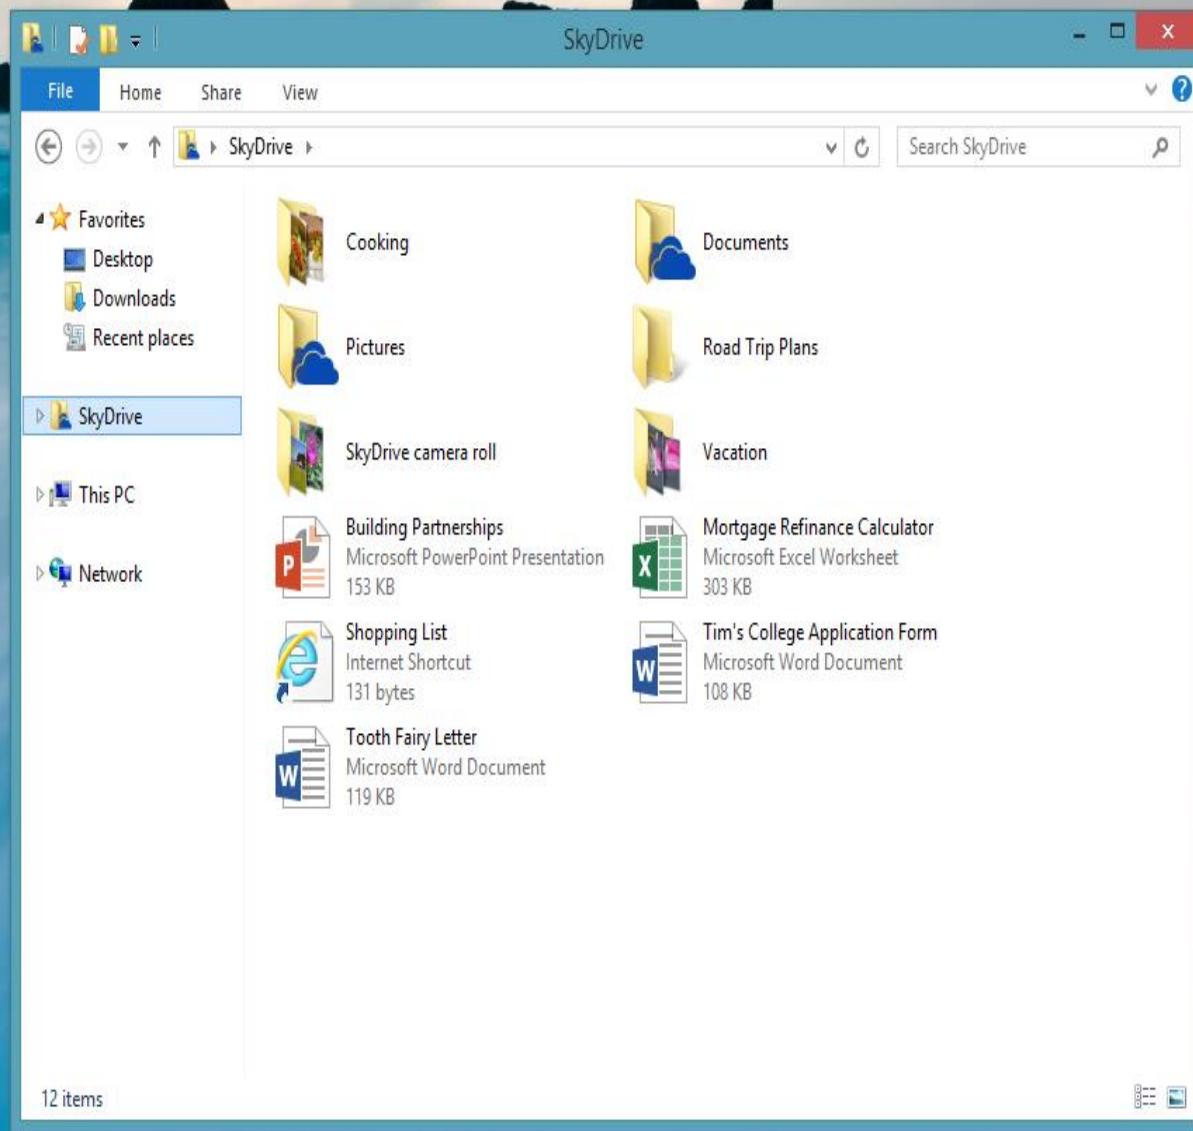 SkyDrive
File Home Share View
SkyDrive
Search SkyDrive
Favorites
Desktop
Downloads
Recent places
SkyDrive
This PC
Network
Cooking
Documents
Pictures
Road Trip Plans
SkyDrive camera roll
Vacation
Building Partnerships
Microsoft PowerPoint Presentation
153 KB
Mortgage Refinance Calculator
Microsoft Excel Worksheet
303 KB
Shopping List
Internet Shortcut
131 bytes
Tim's College Application Form
Microsoft Word Document
108 KB
Tooth Fairy Letter
Microsoft Word Document
119 KB
12 items